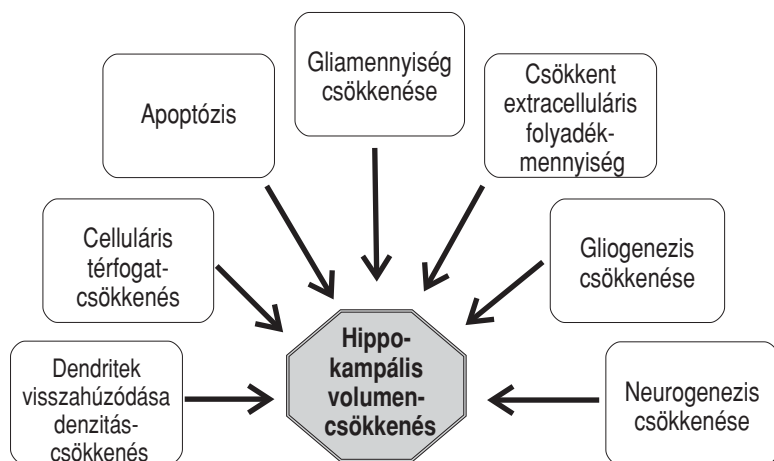 Gliamennyiség
csökkenése
Apoptózis
Csökkent
extracelluláris
folyadék-
mennyiség
Celluláris
térfogat-
csökkenés
Gliogenezis
csökkenése
Dendritek
visszahúzódása
denzitás-
csökkenés
Hippo-
kampális
volumen-
csökkenés
Neurogenezis
csökkenése